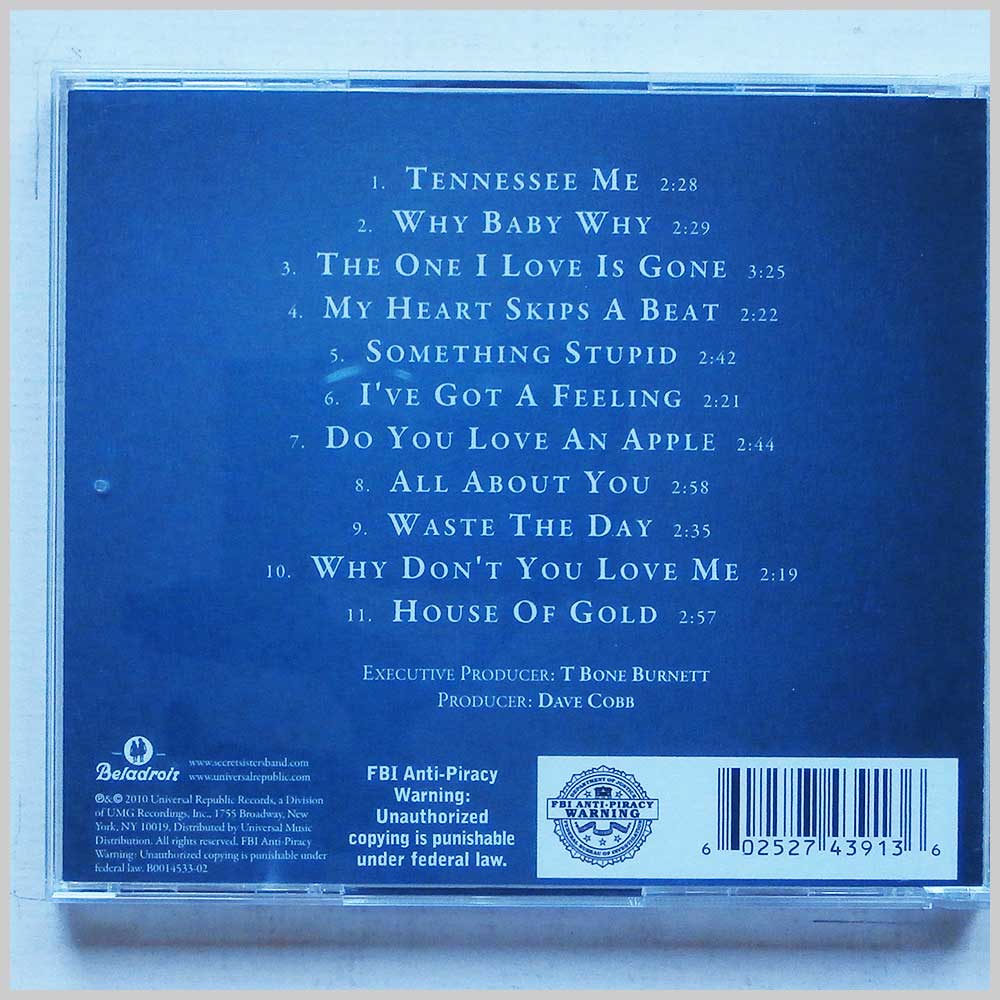 1. TENNESSEE ME 2:28
2. WHY BABY WHY 2:29
3. THE ONE I LOVE IS GONE 3:25
4. MY HEART SKIPS A BEAT 2:22
5. SOMETHING STUPID 2:42
6. I'VE GOT A FEELING 2:21
7. DO YOU LOVE AN APPLE 2:44
8. ALL ABOUT YOU 2:58
9. WASTE THE DAY 2:35
10. WHY DON'T YOU LOVE ME 2:19
11. HOUSE OF GOLD 2:57
EXECUTIVE PRODUCER: T BONE BURNETT
PRODUCER: DAVE COBB
Beladroit
www.secretsistersband.com
www.universalrepublic.com
℗&© 2010 Universal Republic Records, a Division
of UMG Recordings, Inc., 1755 Broadway, New
York, NY 10019. Distributed by Universal Music
Distribution. All rights reserved. FBI Anti-Piracy
Warning: Unauthorized copying is punishable under
federal law. B0014533-02
FBI Anti-Piracy
Warning:
Unauthorized
copying is punishable
under federal law.
FBI ANTI-PIRACY
WARNING
6 02527 43913 6